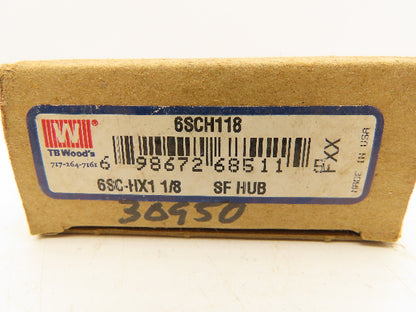 6SCH118
W
TB Wood's
717-264-7161
6 98672 68511 5
FXX
MADE IN USA
6SC-HX1 1/8 SF HUB
30950